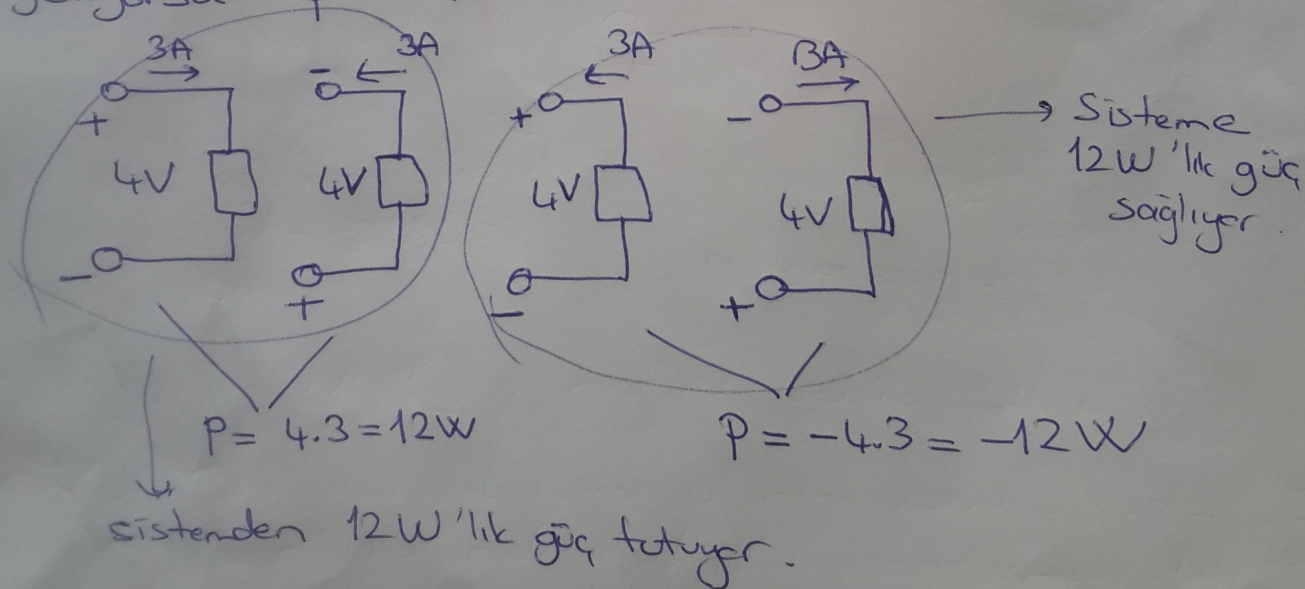 3A
3A
3A
3A
+
-
+
-
4V
4V
4V
4V
-
+
-
+
→ Sisteme
12W'lık güç
sağlıyor.
P = 4.3 = 12W
P = -4.3 = -12W
sistemden 12W'lık güç tutuyor.